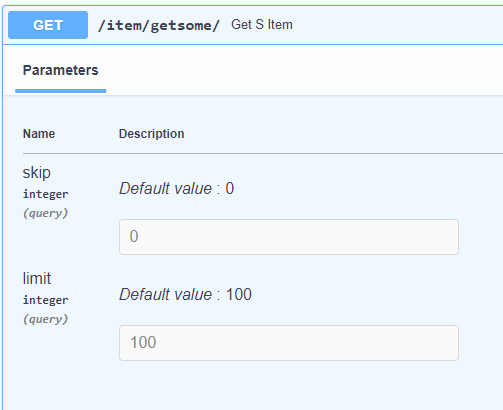 GET /item/getsome/ Get S Item
Parameters
Name Description
skip
integer
(query)
Default value : 0
0
limit
integer
(query)
Default value : 100
100